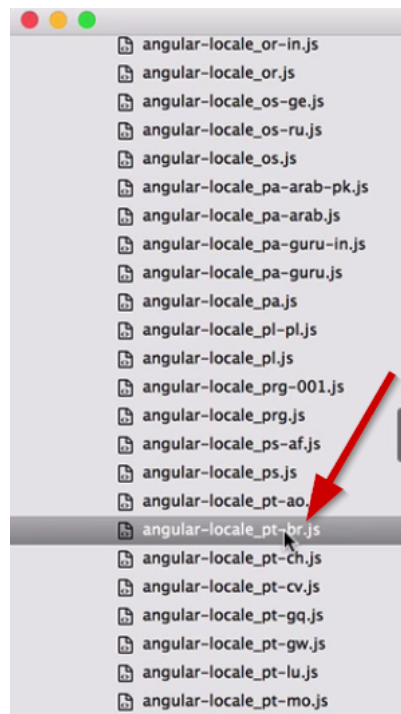 angular-locale_or-in.js
angular-locale_or.js
angular-locale_os-ge.js
angular-locale_os-ru.js
angular-locale_os.js
angular-locale_pa-arab-pk.js
angular-locale_pa-arab.js
angular-locale_pa-guru-in.js
angular-locale_pa-guru.js
angular-locale_pa.js
angular-locale_pl-pl.js
angular-locale_pl.js
angular-locale_prg-001.js
angular-locale_prg.js
angular-locale_ps-af.js
angular-locale_ps.js
angular-locale_pt-ao.
angular-locale_pt-br.js
angular-locale_pt-ch.js
angular-locale_pt-cv.js
angular-locale_pt-gq.js
angular-locale_pt-gw.js
angular-locale_pt-lu.js
angular-locale_pt-mo.js